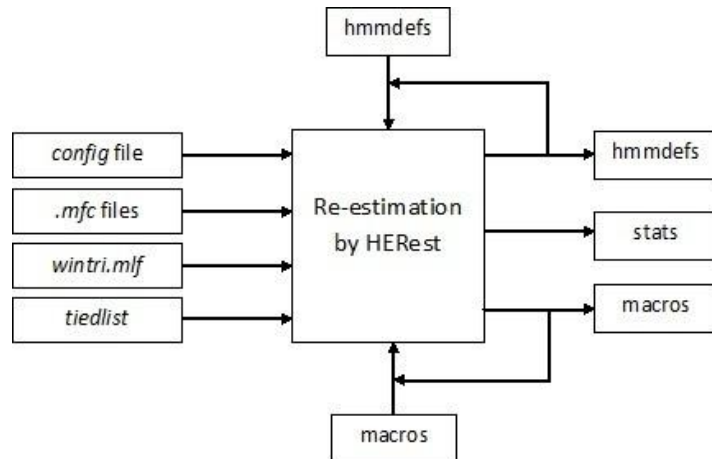 hmmdefs
config file
.mfc files
wintri.mlf
tiedlist
Re-estimation
by HERest
hmmdefs
stats
macros
macros